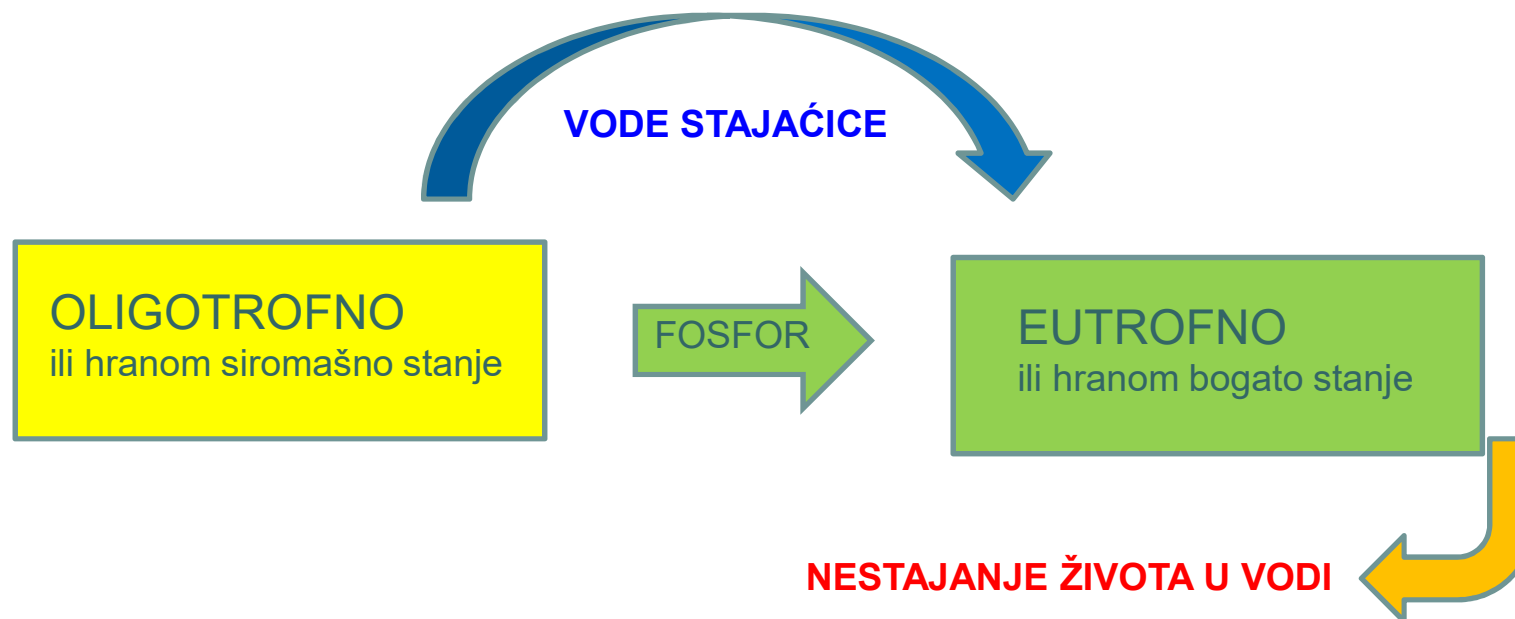 VODE STAJAĆICE
OLIGOTROFNO
ili hranom siromašno stanje
FOSFOR
EUTROFNO
ili hranom bogato stanje
NESTAJANJE ŽIVOTA U VODI